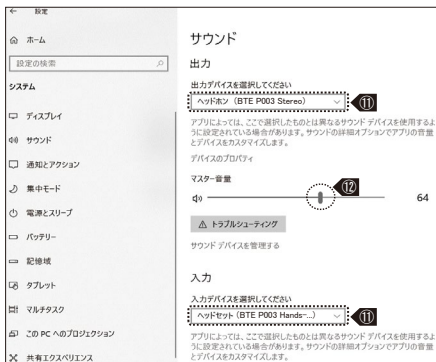 ← 設定
ホーム
設定の検索
システム
ディスプレイ
サウンド
通知とアクション
集中モード
電源とスリープ
バッテリー
記憶域
タブレット
マルチタスク
この PC へのプロジェクション
共有エクスペリエンス
サウンド
出力
出力デバイスを選択してください
ヘッドホン（BTE P003 Stereo） ⑪
アプリによっては、ここで選択したものとは異なるサウンド デバイスを使用するよ
うに設定されている場合があります。サウンドの詳細オプションでアプリの音量
とデバイスをカスタマイズします。
デバイスのプロパティ
マスター音量
⑫
64
トラブルシューティング
サウンド デバイスを管理する
入力
入力デバイスを選択してください
ヘッドセット（BTE P003 Hands-...） ⑪
アプリによっては、ここで選択したものとは異なるサウンド デバイスを使用するよ
うに設定されている場合があります。サウンドの詳細オプションでアプリの音量
とデバイスをカスタマイズします。